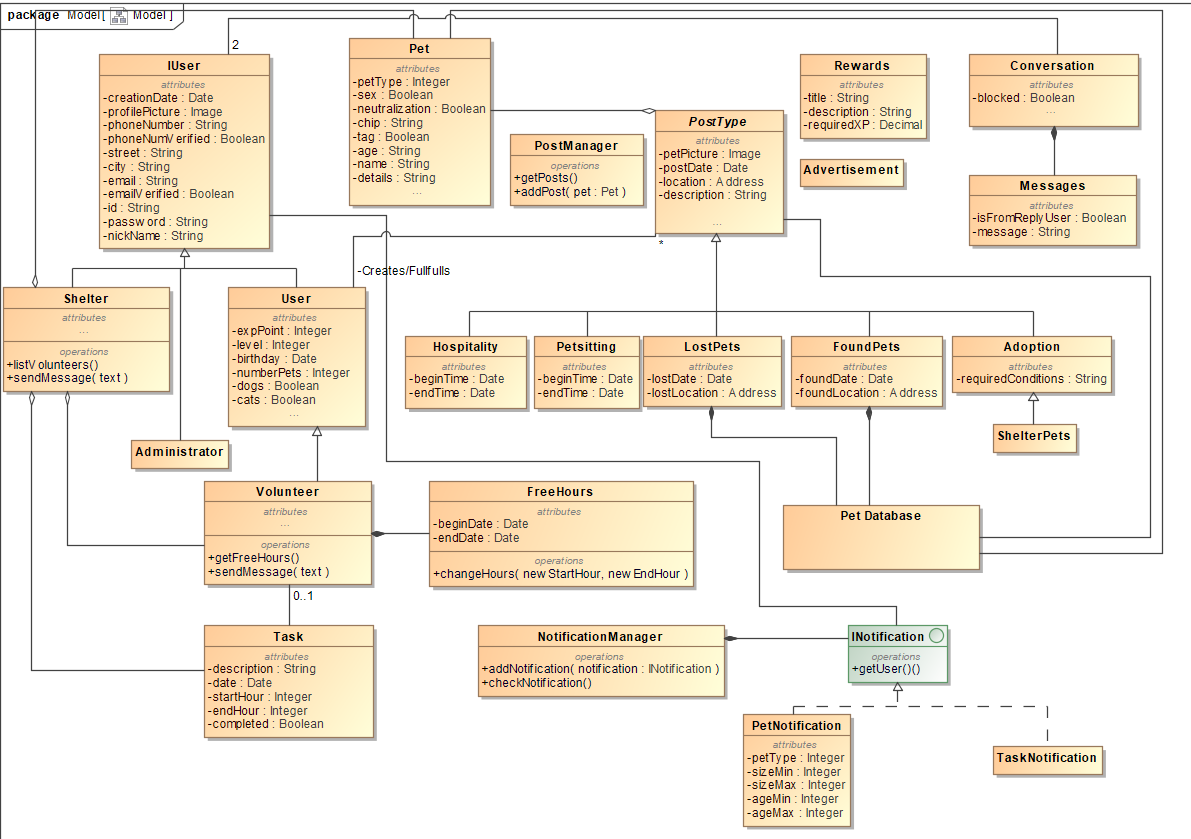 package Model[ Model ]
2
IUser
attributes
-creationDate : Date
-profilePicture : Image
-phoneNumber : String
-phoneNumVerified : Boolean
-street : String
-city : String
-email : String
-emailVerified : Boolean
-id : String
-password : String
-nickName : String
Pet
attributes
-petType : Integer
-sex : Boolean
-neutralization : Boolean
-chip : String
-tag : Boolean
-age : String
-name : String
-details : String
...
PostManager
operations
+getPosts()
+addPost( pet : Pet )
PostType
attributes
-petPicture : Image
-postDate : Date
-location : Address
-description : String
...
*
Rewards
attributes
-title : String
-description : String
-requiredXP : Decimal
Advertisement
Conversation
attributes
-blocked : Boolean
...
Messages
attributes
-isFromReplyUser : Boolean
-message : String
-Creates/Fullfulls
Shelter
attributes
...
operations
+listVolunteers()
+sendMessage( text )
User
attributes
-expPoint : Integer
-level : Integer
-birthday : Date
-numberPets : Integer
-dogs : Boolean
-cats : Boolean
...
Hospitality
attributes
-beginTime : Date
-endTime : Date
Petsitting
attributes
-beginTime : Date
-endTime : Date
LostPets
attributes
-lostDate : Date
-lostLocation : Address
FoundPets
attributes
-foundDate : Date
-foundLocation : Address
Adoption
attributes
-requiredConditions : String
ShelterPets
Administrator
Volunteer
attributes
...
operations
+getFreeHours()
+sendMessage( text )
0..1
FreeHours
attributes
-beginDate : Date
-endDate : Date
operations
+changeHours( new StartHour, new EndHour )
Pet Database
Task
attributes
-description : String
-date : Date
-startHour : Integer
-endHour : Integer
-completed : Boolean
NotificationManager
operations
+addNotification( notification : INotification )
+checkNotification()
INotification
operations
+getUser()()
PetNotification
attributes
-petType : Integer
-sizeMin : Integer
-sizeMax : Integer
-ageMin : Integer
-ageMax : Integer
TaskNotification